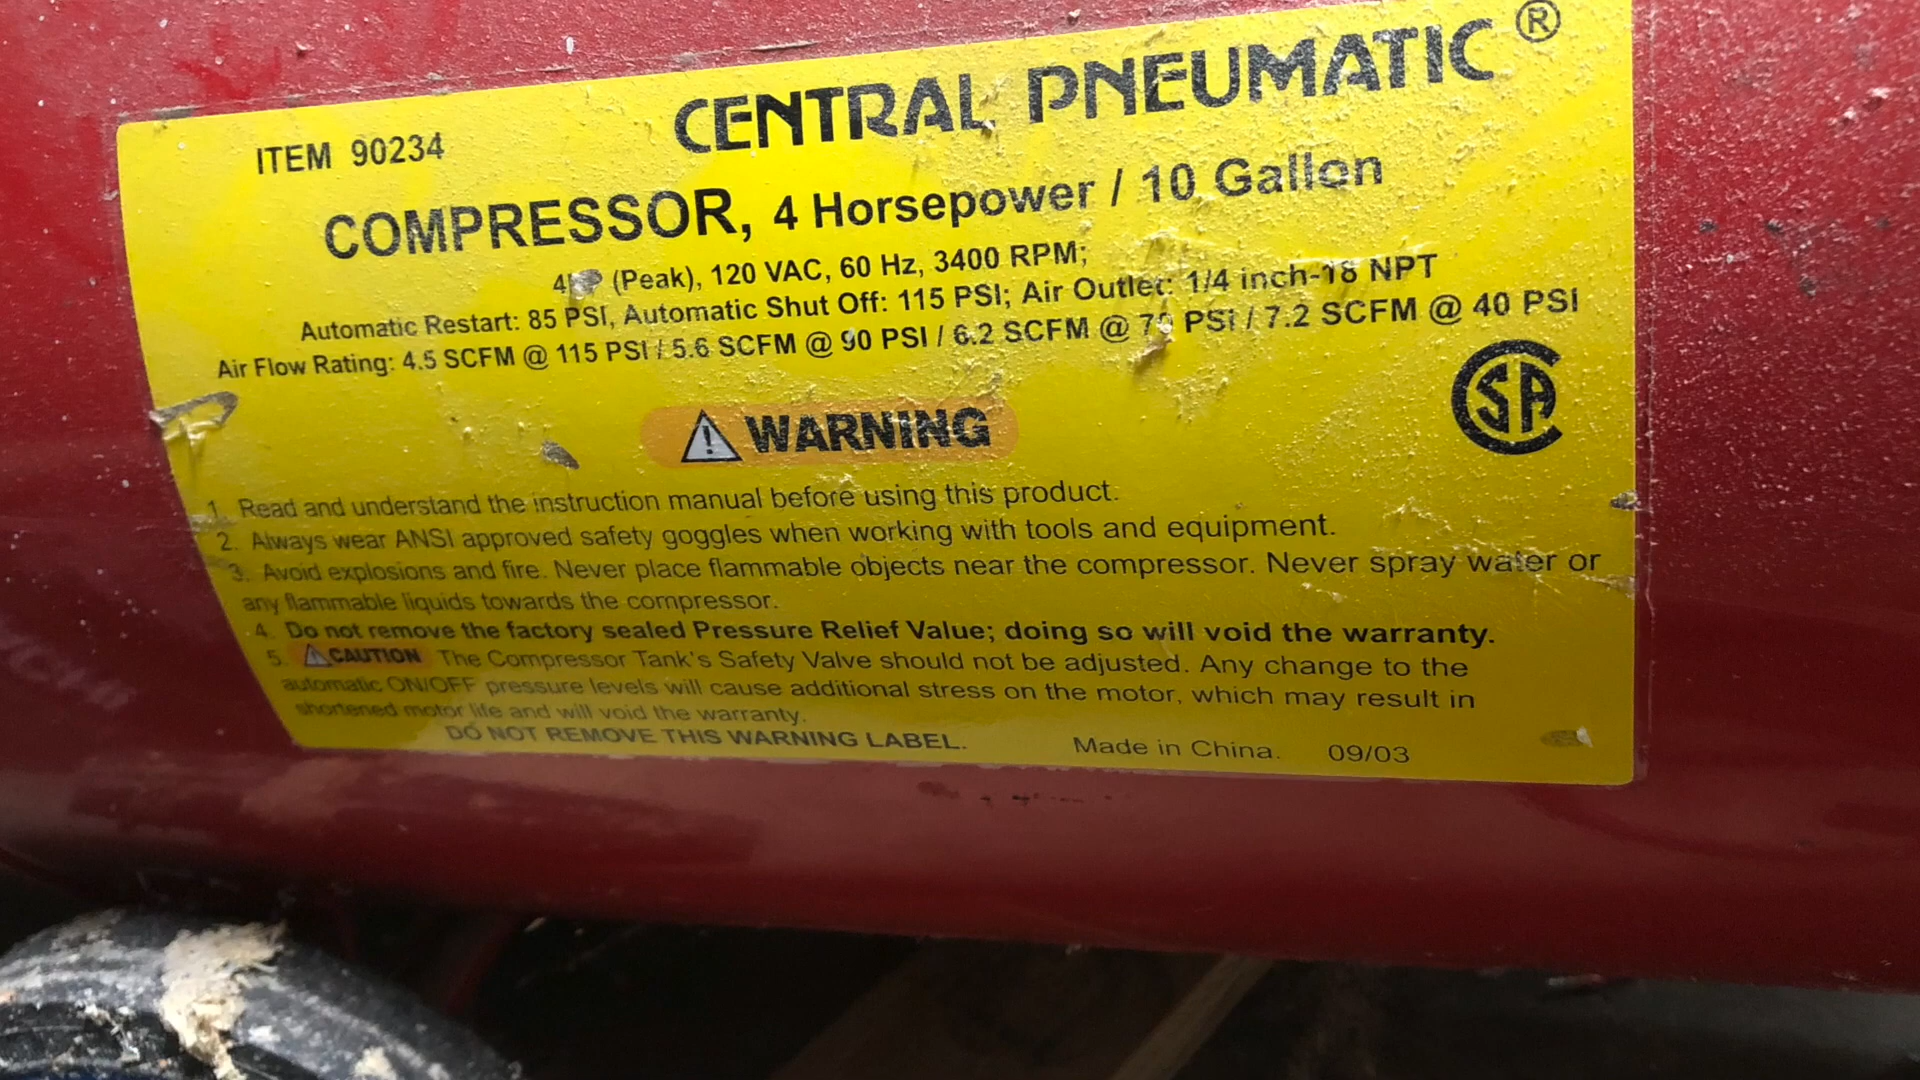 CENTRAL PNEUMATIC ®
ITEM 90234
COMPRESSOR, 4 Horsepower / 10 Gallon
(Peak), 120 VAC, 60 Hz, 3400 RPM;
Automatic Restart: 85 PSI, Automatic Shut Off: 115 PSI; Air Outlet: 1/4 inch-18 NPT
Air Flow Rating: 4.5 SCFM @ 115 PSI / 5.6 SCFM @ 90 PSI / 6.2 SCFM @ PSI / 7.2 SCFM @ 40 PSI
CSA
WARNING
1. Read and understand the instruction manual before using this product.
2. Always wear ANSI approved safety goggles when working with tools and equipment.
3. Avoid explosions and fire. Never place flammable objects near the compressor. Never spray water or
any flammable liquids towards the compressor.
4. Do not remove the factory sealed Pressure Relief Value; doing so will void the warranty.
5. CAUTION The Compressor Tank's Safety Valve should not be adjusted. Any change to the
automatic ON/OFF pressure levels will cause additional stress on the motor, which may result in
shortened motor life and will void the warranty.
DO NOT REMOVE THIS WARNING LABEL.
Made in China. 09/03